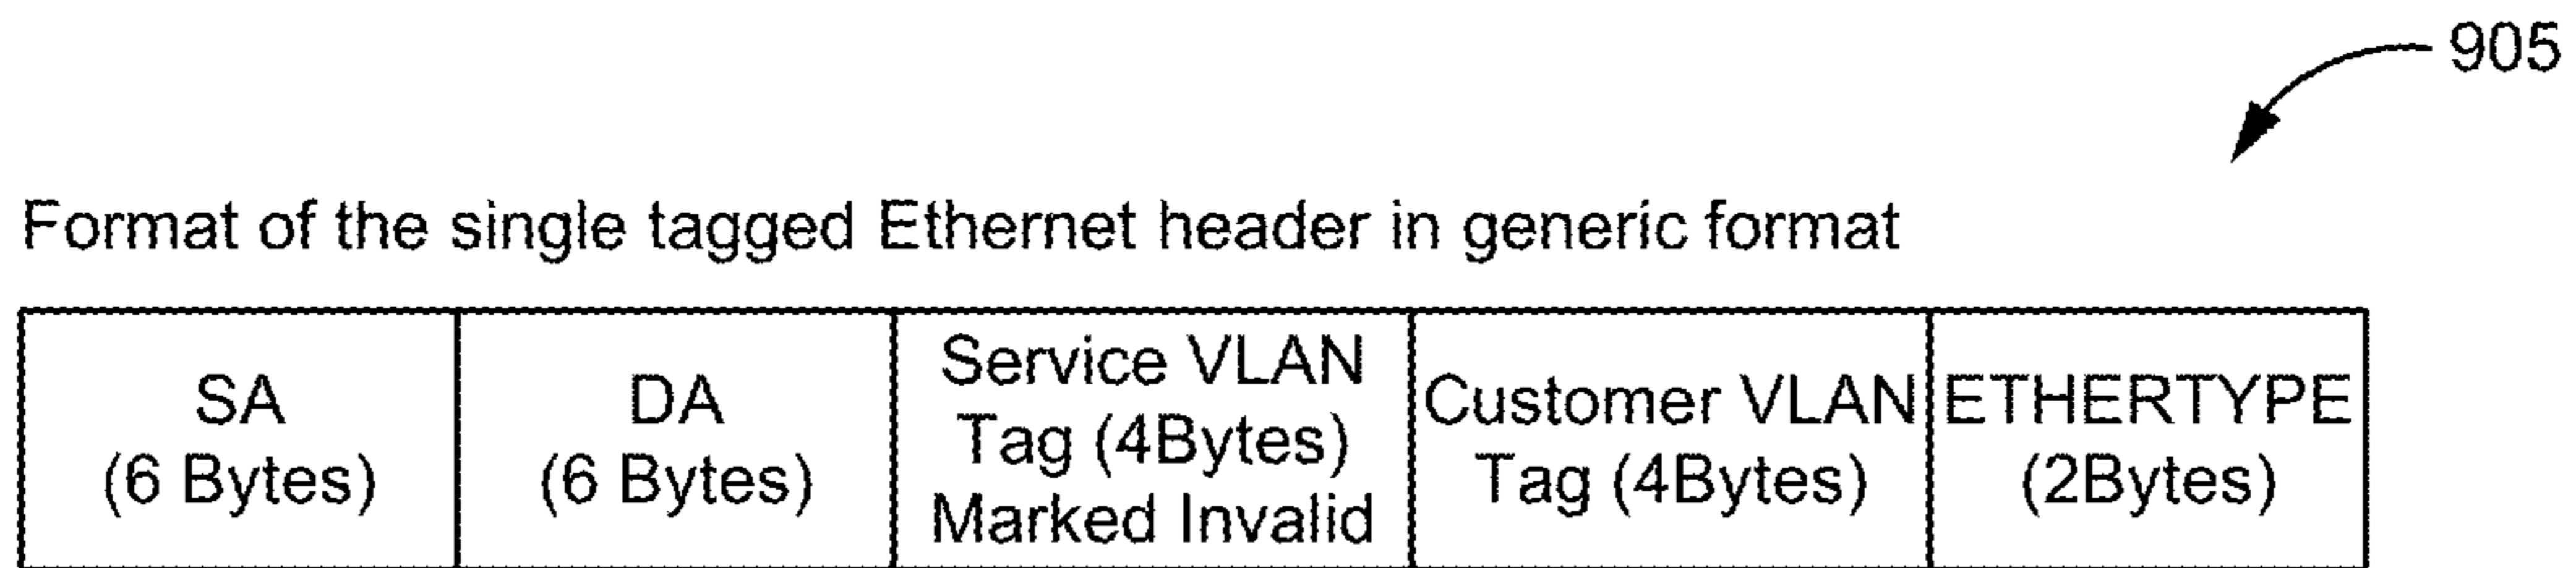 905
Format of the single tagged Ethernet header in generic format
SA
(6 Bytes)
DA
(6 Bytes)
Service VLAN
Tag (4Bytes)
Marked Invalid
Customer VLAN
Tag (4Bytes)
ETHERTYPE
(2Bytes)